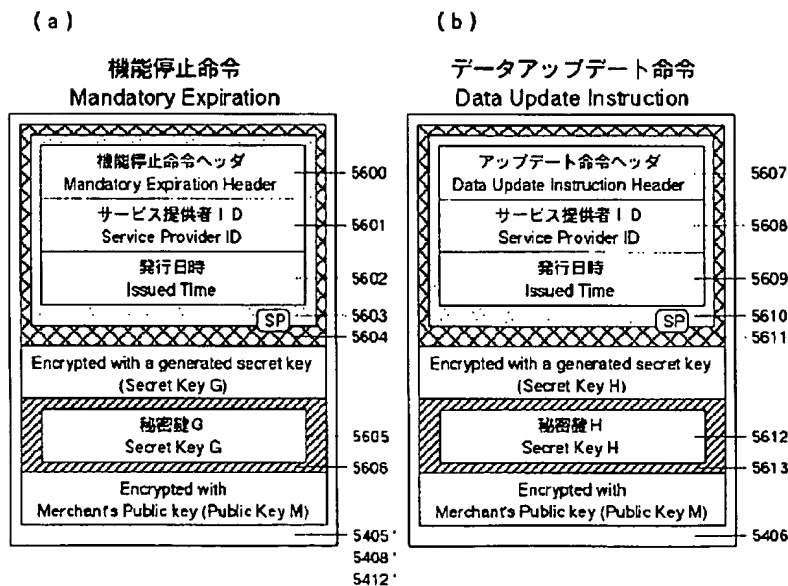 (a)
機能停止命令
Mandatory Expiration
機能停止命令ヘッダ
Mandatory Expiration Header
サービス提供者ID
Service Provider ID
発行日時
Issued Time
SP
Encrypted with a generated secret key
(Secret Key G)
秘密鍵G
Secret Key G
Encrypted with
Merchant's Public key (Public Key M)
5600
5601
5602
5603
5604
5605
5606
5405'
5408'
5412'
(b)
データアップデート命令
Data Update Instruction
アップデート命令ヘッダ
Data Update Instruction Header
サービス提供者ID
Service Provider ID
発行日時
Issued Time
SP
Encrypted with a generated secret key
(Secret Key H)
秘密鍵H
Secret Key H
Encrypted with
Merchant's Public key (Public Key M)
5607
5608
5609
5610
5611
5612
5613
5406